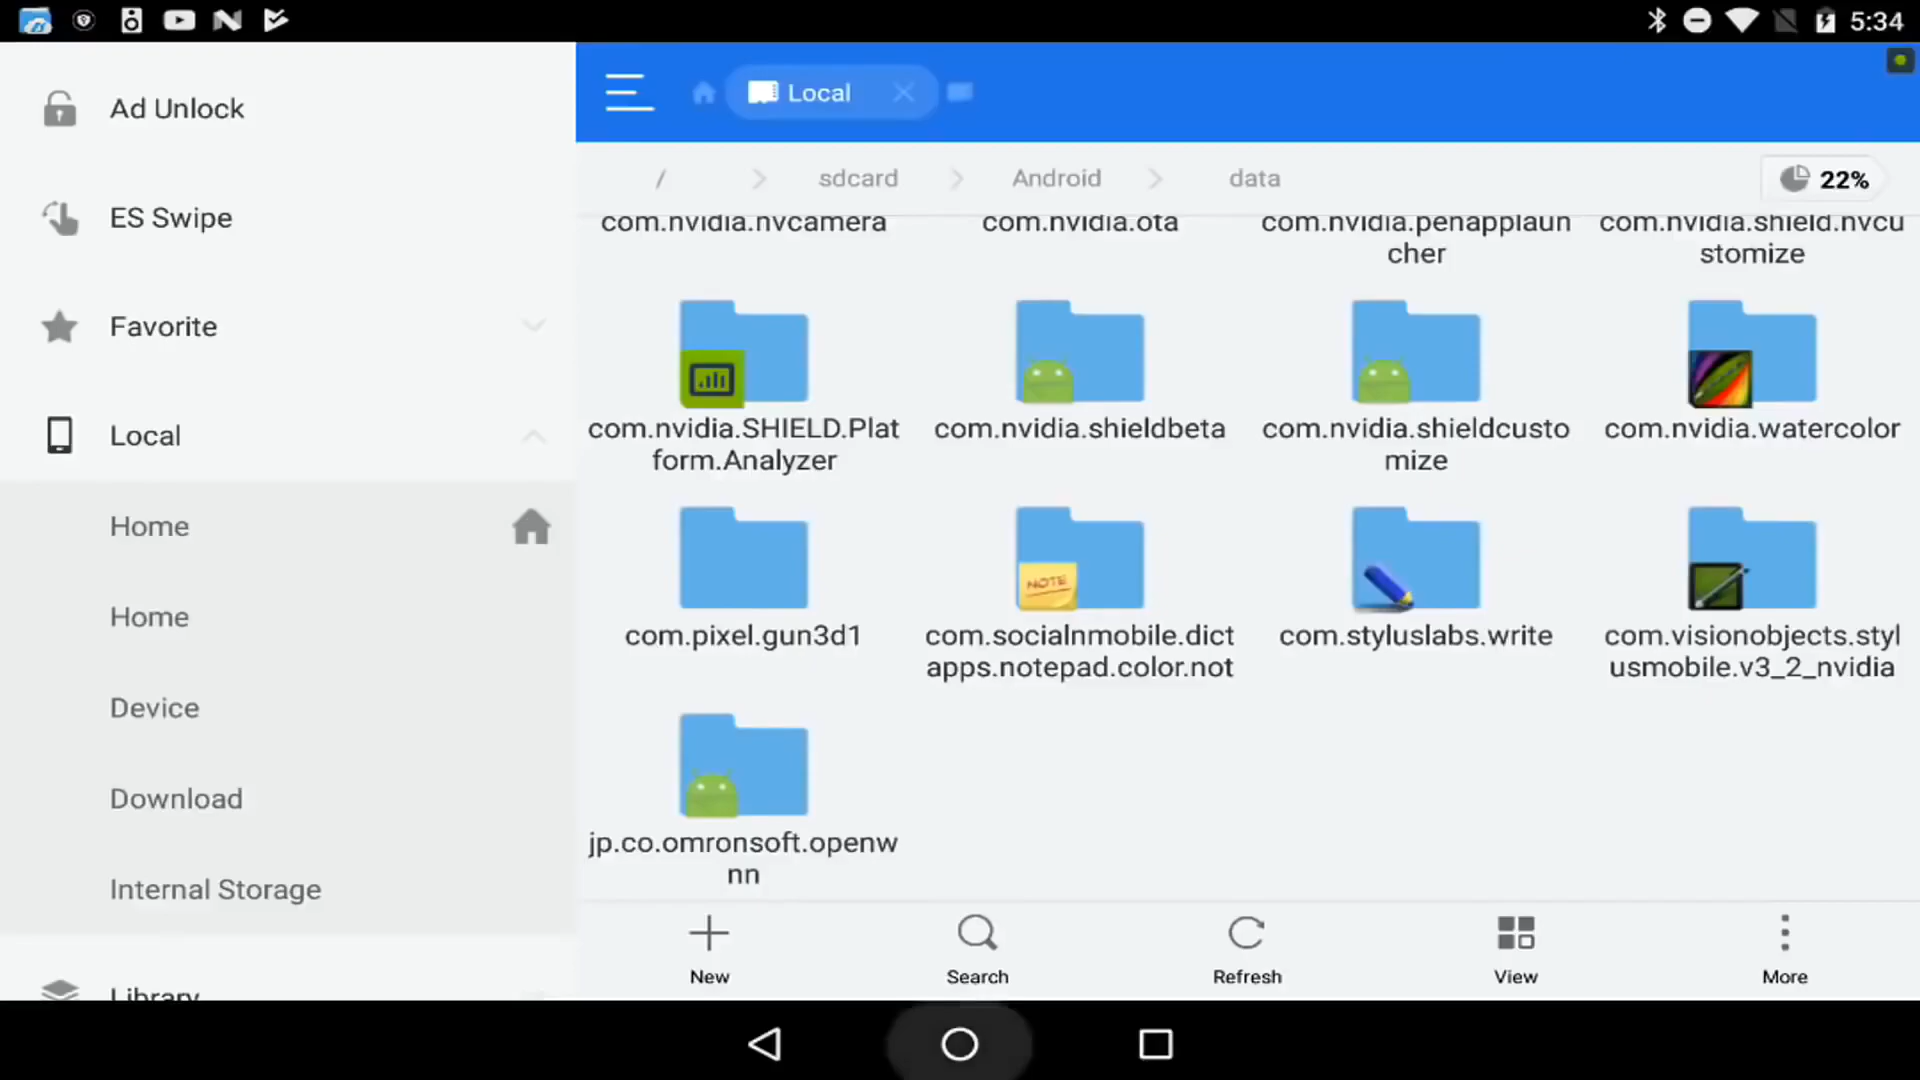 5:34
Ad Unlock
ES Swipe
Favorite
Local
Home
Home
Device
Download
Internal Storage
Library
Local
/ sdcard Android data
22%
com.nvidia.nvcamera
com.nvidia.ota
com.nvidia.penapplaun
cher
com.nvidia.shield.nvcu
stomize
com.nvidia.SHIELD.Plat
form.Analyzer
com.nvidia.shieldbeta
com.nvidia.shieldcusto
mize
com.nvidia.watercolor
com.pixel.gun3d1
NOTE
com.socialnmobile.dict
apps.notepad.color.not
com.styluslabs.write
com.visionobjects.styl
usmobile.v3_2_nvidia
jp.co.omronsoft.openw
nn
New
Search
Refresh
View
More